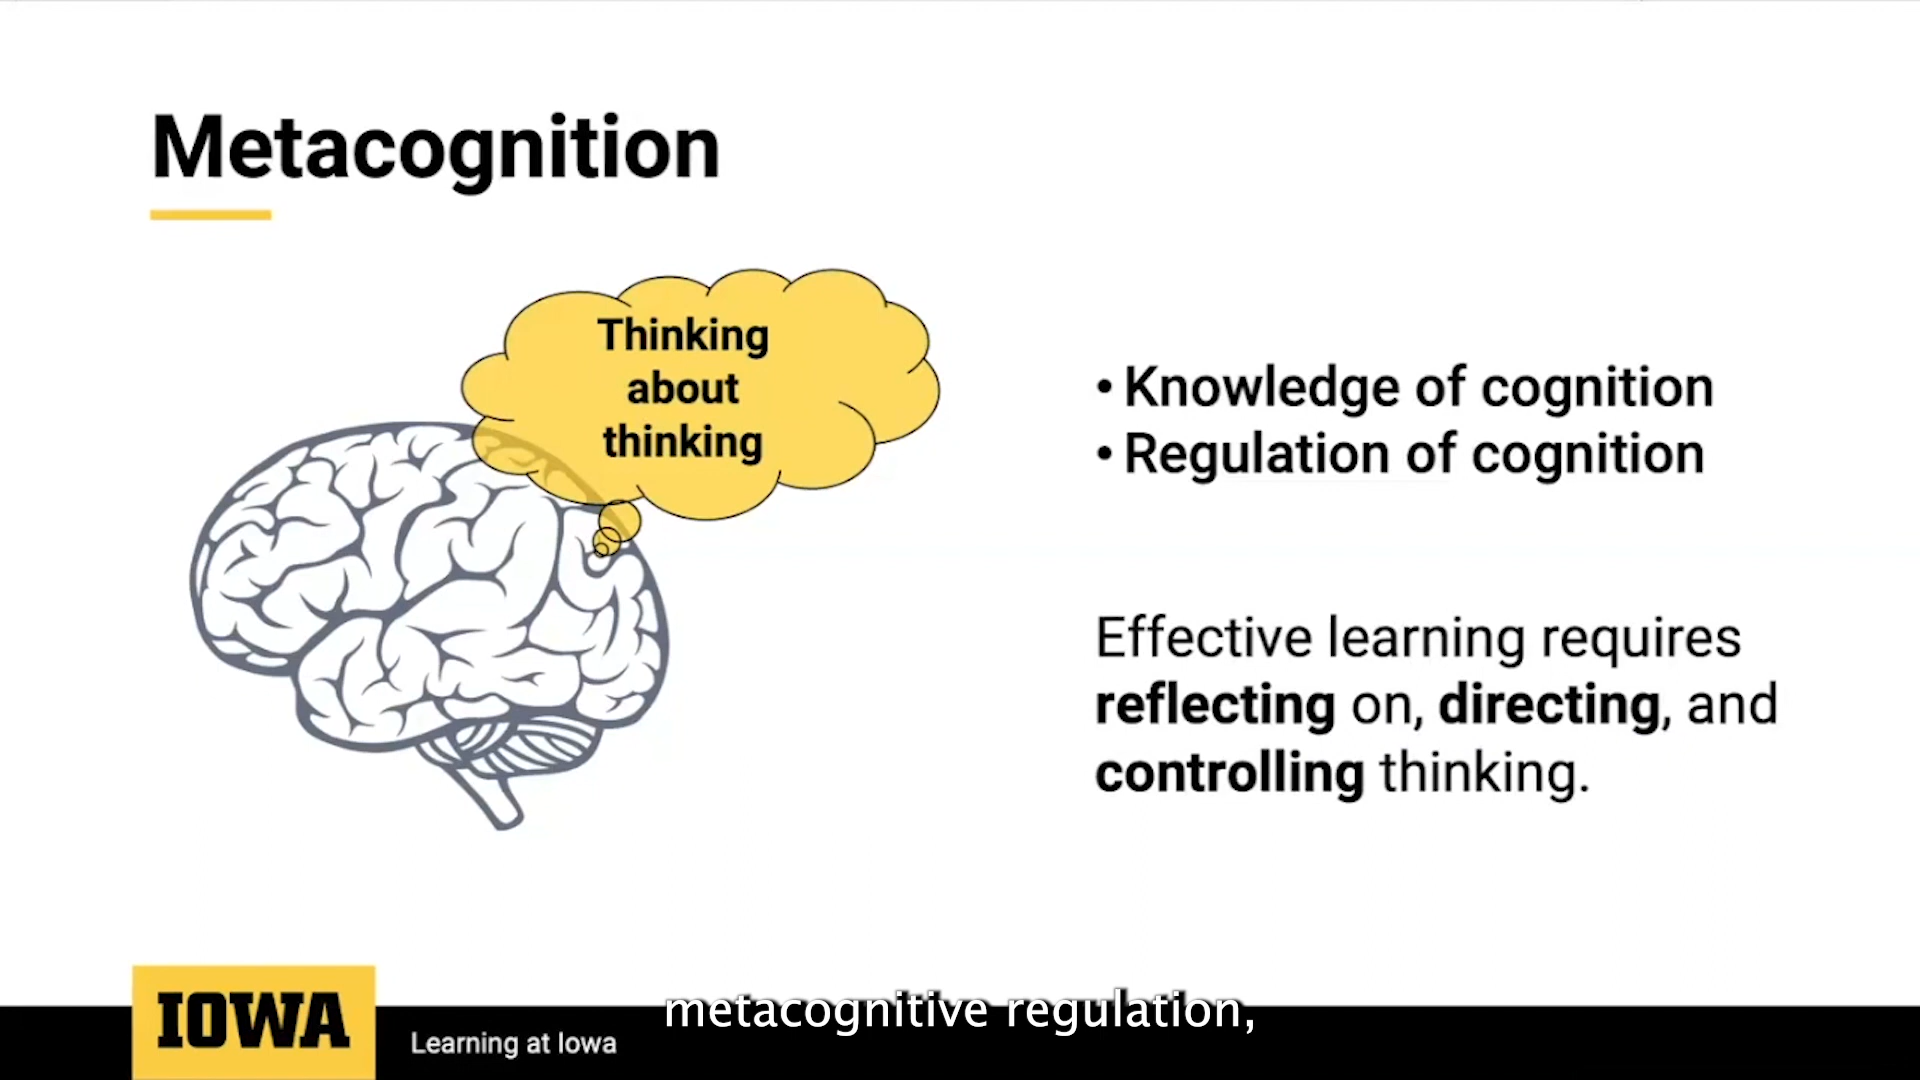 Metacognition
Thinking
about
thinking
• Knowledge of cognition
• Regulation of cognition
Effective learning requires
reflecting on, directing, and
controlling thinking.
IOWA
Learning at Iowa
metacognitive regulation,